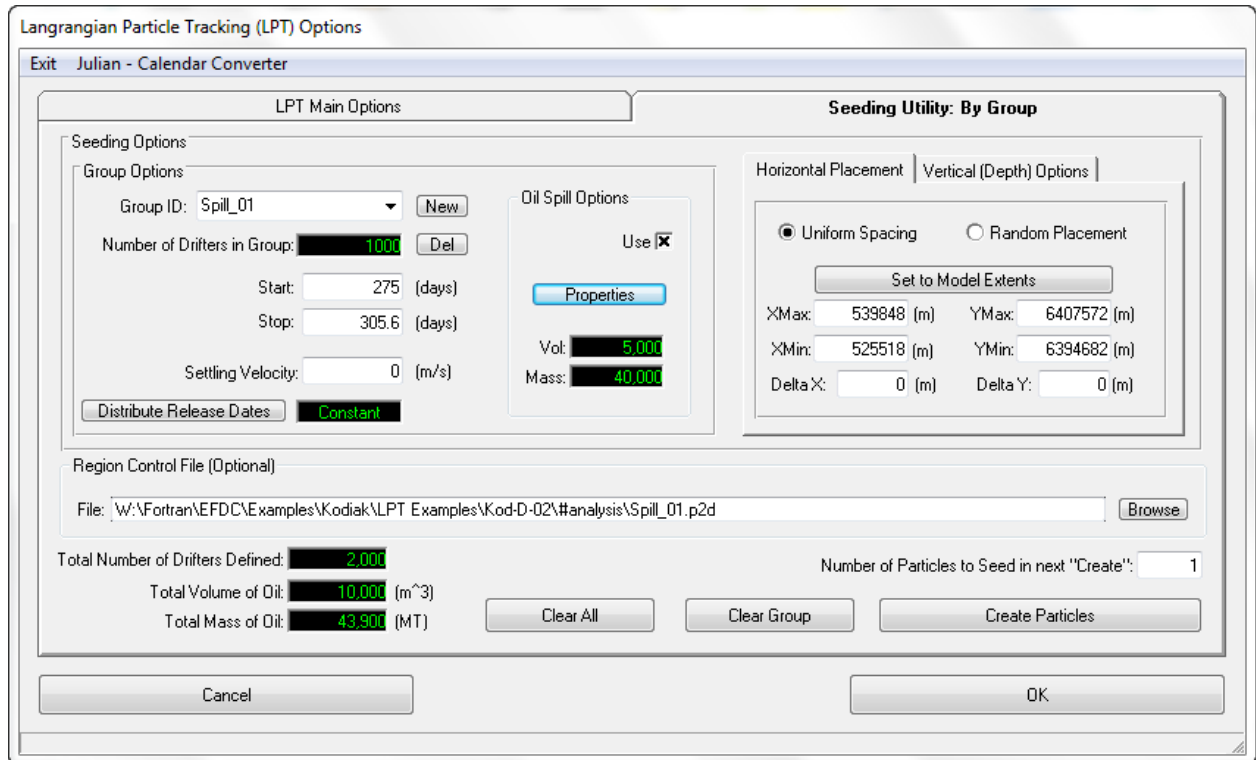 Langrangian Particle Tracking (LPT) Options
Exit Julian - Calendar Converter
LPT Main Options
Seeding Utility: By Group
Seeding Options
Group Options
Group ID: Spill_01 New
Number of Drifters in Group: 1000 Del
Start: 275 (days)
Stop: 305.6 (days)
Settling Velocity: 0 (m/s)
Distribute Release Dates Constant
Oil Spill Options
Use
Properties
Vol: 5,000
Mass: 40,000
Horizontal Placement Vertical (Depth) Options
Uniform Spacing Random Placement
Set to Model Extents
XMax: 539848 (m) YMax: 6407572 (m)
XMin: 525518 (m) YMin: 6394682 (m)
Delta X: 0 (m) Delta Y: 0 (m)
Region Control File (Optional)
File: W:\Fortran\EFDC\Examples\Kodiak\LPT Examples\Kod-D-02\#analysis\Spill_01.p2d Browse
Total Number of Drifters Defined: 2,000
Total Volume of Oil: 10,000 (m^3)
Total Mass of Oil: 43,900 (MT)
Number of Particles to Seed in next "Create": 1
Clear All Clear Group Create Particles
Cancel OK